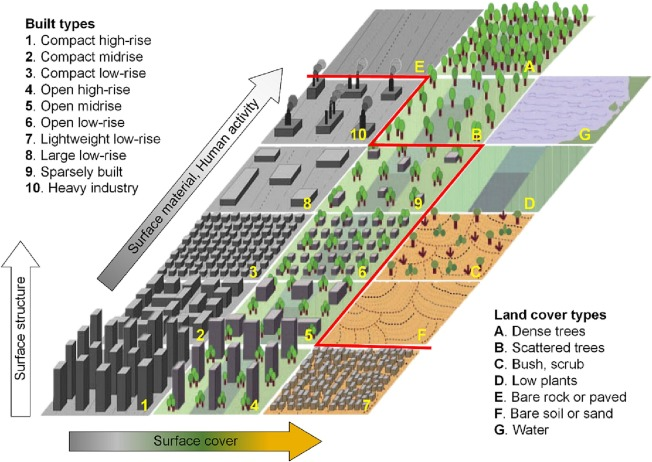 Built types
1. Compact high-rise
2. Compact midrise
3. Compact low-rise
4. Open high-rise
5. Open midrise
6. Open low-rise
7. Lightweight low-rise
8. Large low-rise
9. Sparsely built
10. Heavy industry
Surface material, Human activity
Surface structure
Surface cover
E
A
10
B
G
8
9
D
3
6
C
2
5
F
1
4
7
Land cover types
A. Dense trees
B. Scattered trees
C. Bush, scrub
D. Low plants
E. Bare rock or paved
F. Bare soil or sand
G. Water